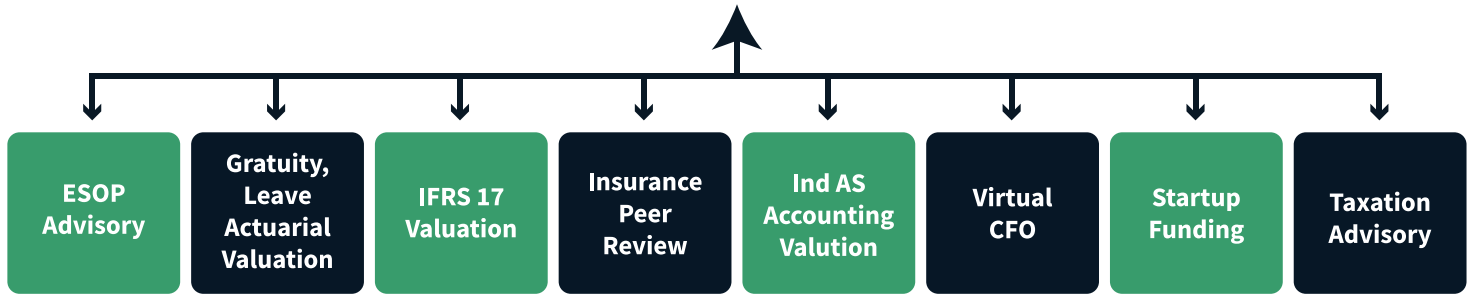 ESOP
Advisory
Gratuity,
Leave
Actuarial
Valuation
IFRS 17
Valuation
Insurance
Peer
Review
Ind AS
Accounting
Valution
Virtual
CFO
Startup
Funding
Taxation
Advisory